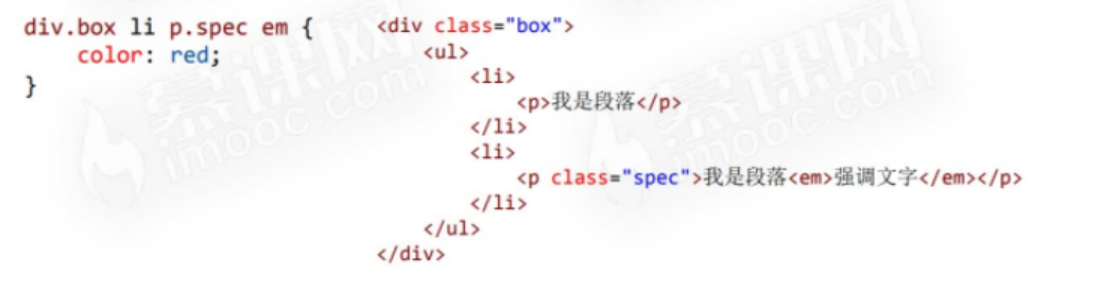 div.box li p.spec em {
    color: red;
}
<div class="box">
    <ul>
        <li>
            <p>我是段落</p>
        </li>
        <li>
            <p class="spec">我是段落<em>强调文字</em></p>
        </li>
    </ul>
</div>
慕课网
imooc.com
慕课网
imooc.com